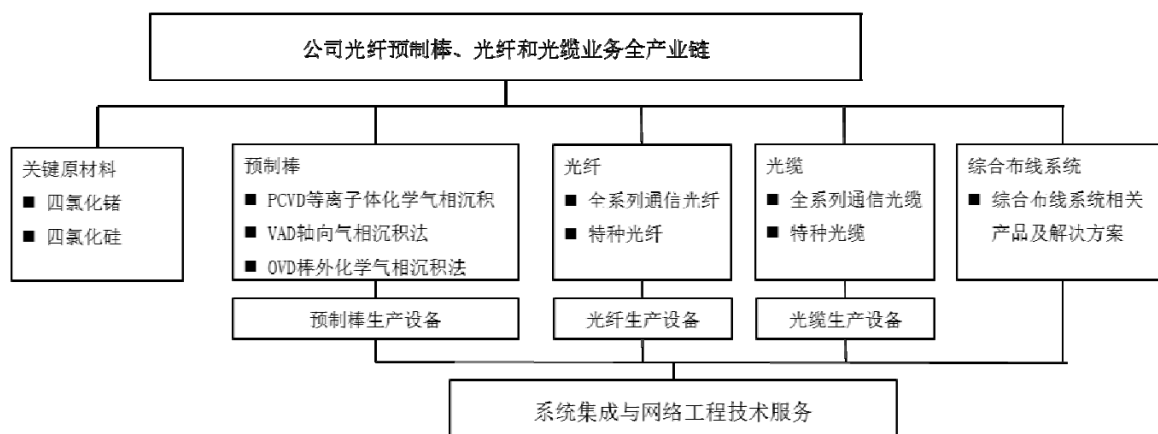 公司光纤预制棒、光纤和光缆业务全产业链
关键原材料
■ 四氯化锗
■ 四氯化硅
预制棒
■ PCVD等离子体化学气相沉积
■ VAD轴向气相沉积法
■ OVD棒外化学气相沉积法
光纤
■ 全系列通信光纤
■ 特种光纤
光缆
■ 全系列通信光缆
■ 特种光缆
综合布线系统
■ 综合布线系统相关
产品及解决方案
预制棒生产设备
光纤生产设备
光缆生产设备
系统集成与网络工程技术服务